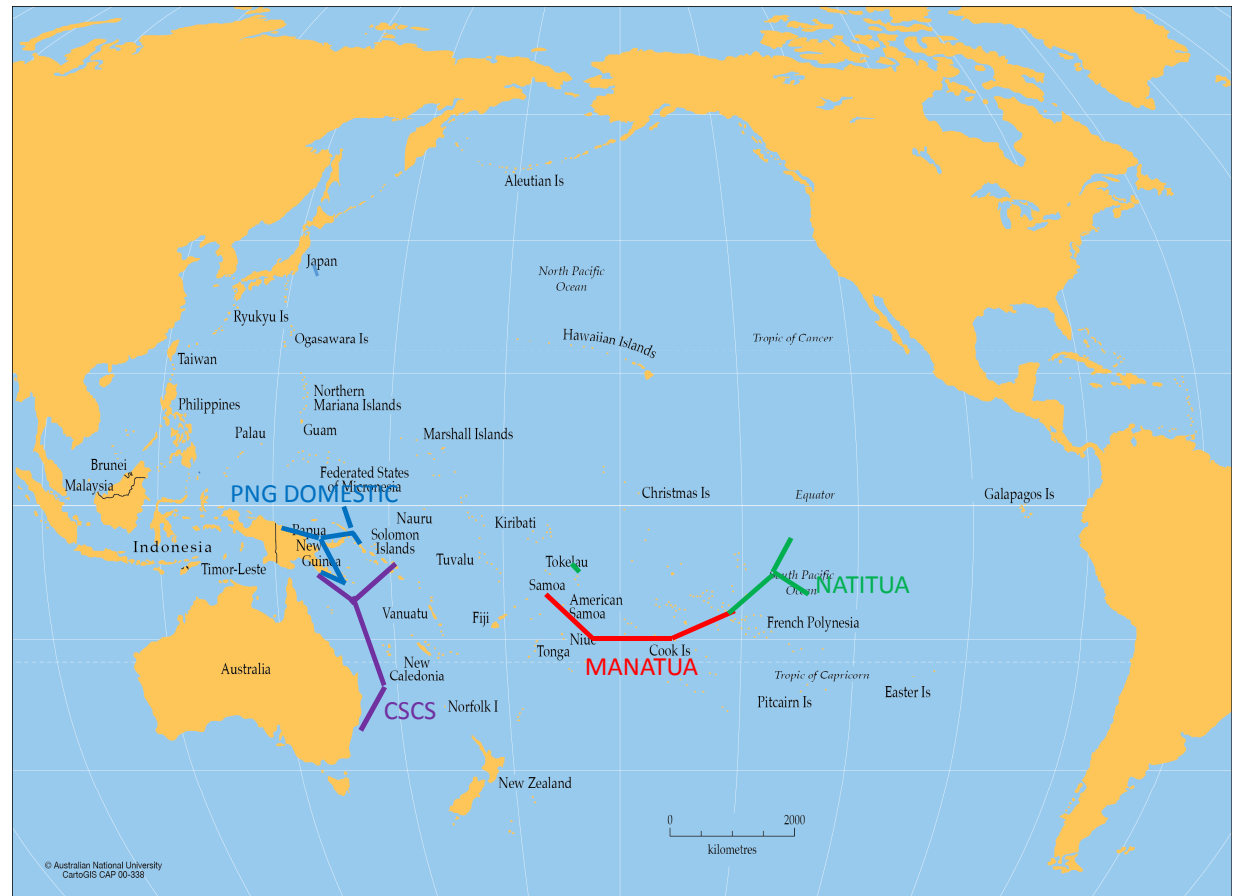 Aleutian Is
Japan
North Pacific
Ocean
Ryukyu Is
Ogasawara Is
Hawaiian Islands
Tropic of Cancer
Taiwan
Philippines
Northern
Mariana Islands
Palau
Guam
Marshall Islands
Brunei
Malaysia
Federated States
of Micronesia
PNG DOMESTIC
Christmas Is
Equator
Galapagos Is
Nauru
Kiribati
Papua
New
Guinea
Solomon
Islands
Indonesia
Timor-Leste
Tuvalu
Tokelau
South Pacific
Ocean
NATITUA
Samoa
American
Samoa
Vanuatu
Fiji
French Polynesia
Niue
Tonga
Cook Is
MANATUA
Australia
New
Caledonia
Tropic of Capricorn
Pitcairn Is
Easter Is
CSCS
Norfolk I
New Zealand
0 2000
kilometres
© Australian National University
CartoGIS CAP 00-338